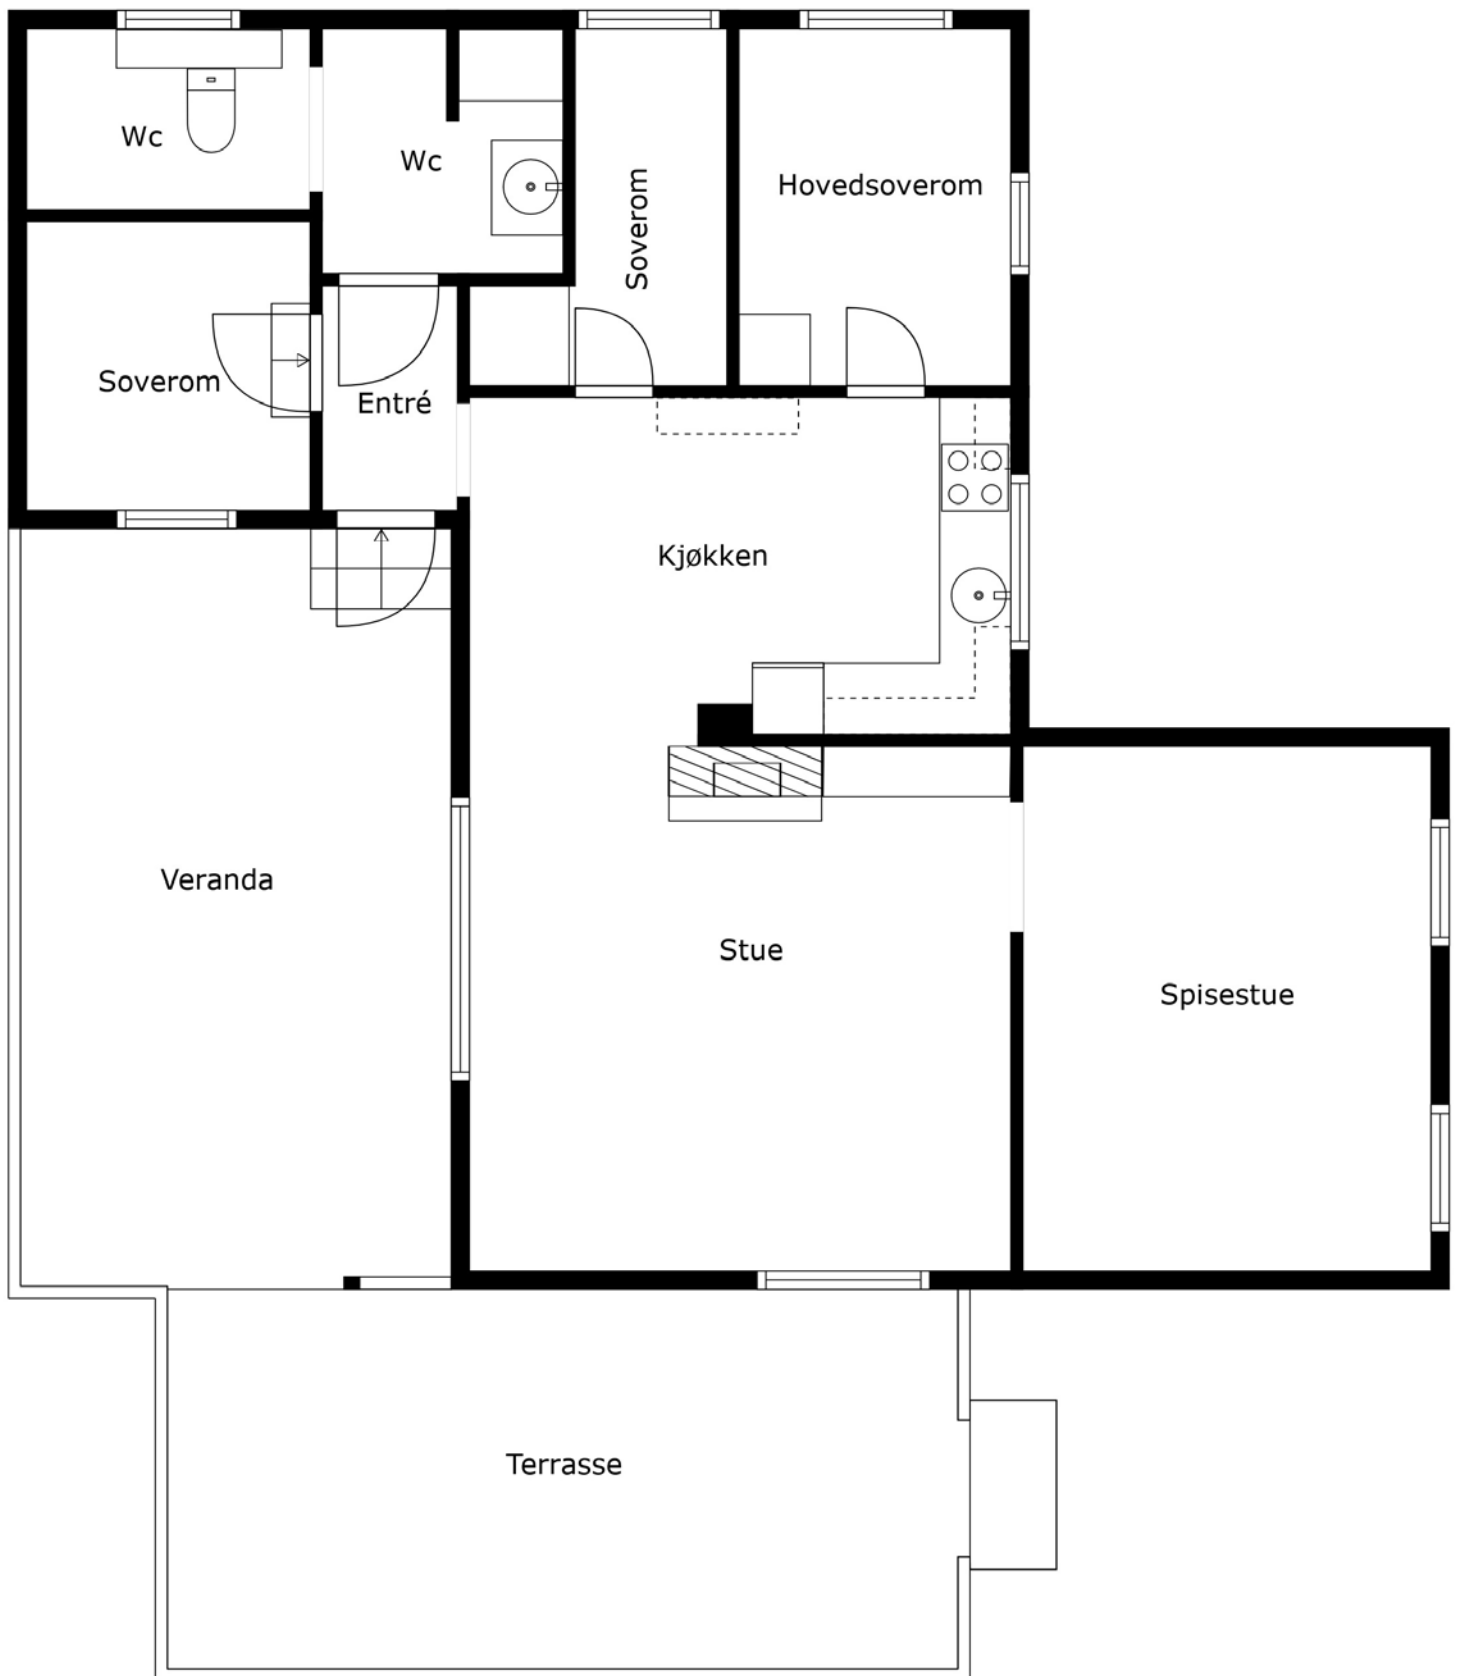 Wc
Wc
Hovedsoverom
Soverom
Soverom
Entré
Kjøkken
Veranda
Stue
Spisestue
Terrasse